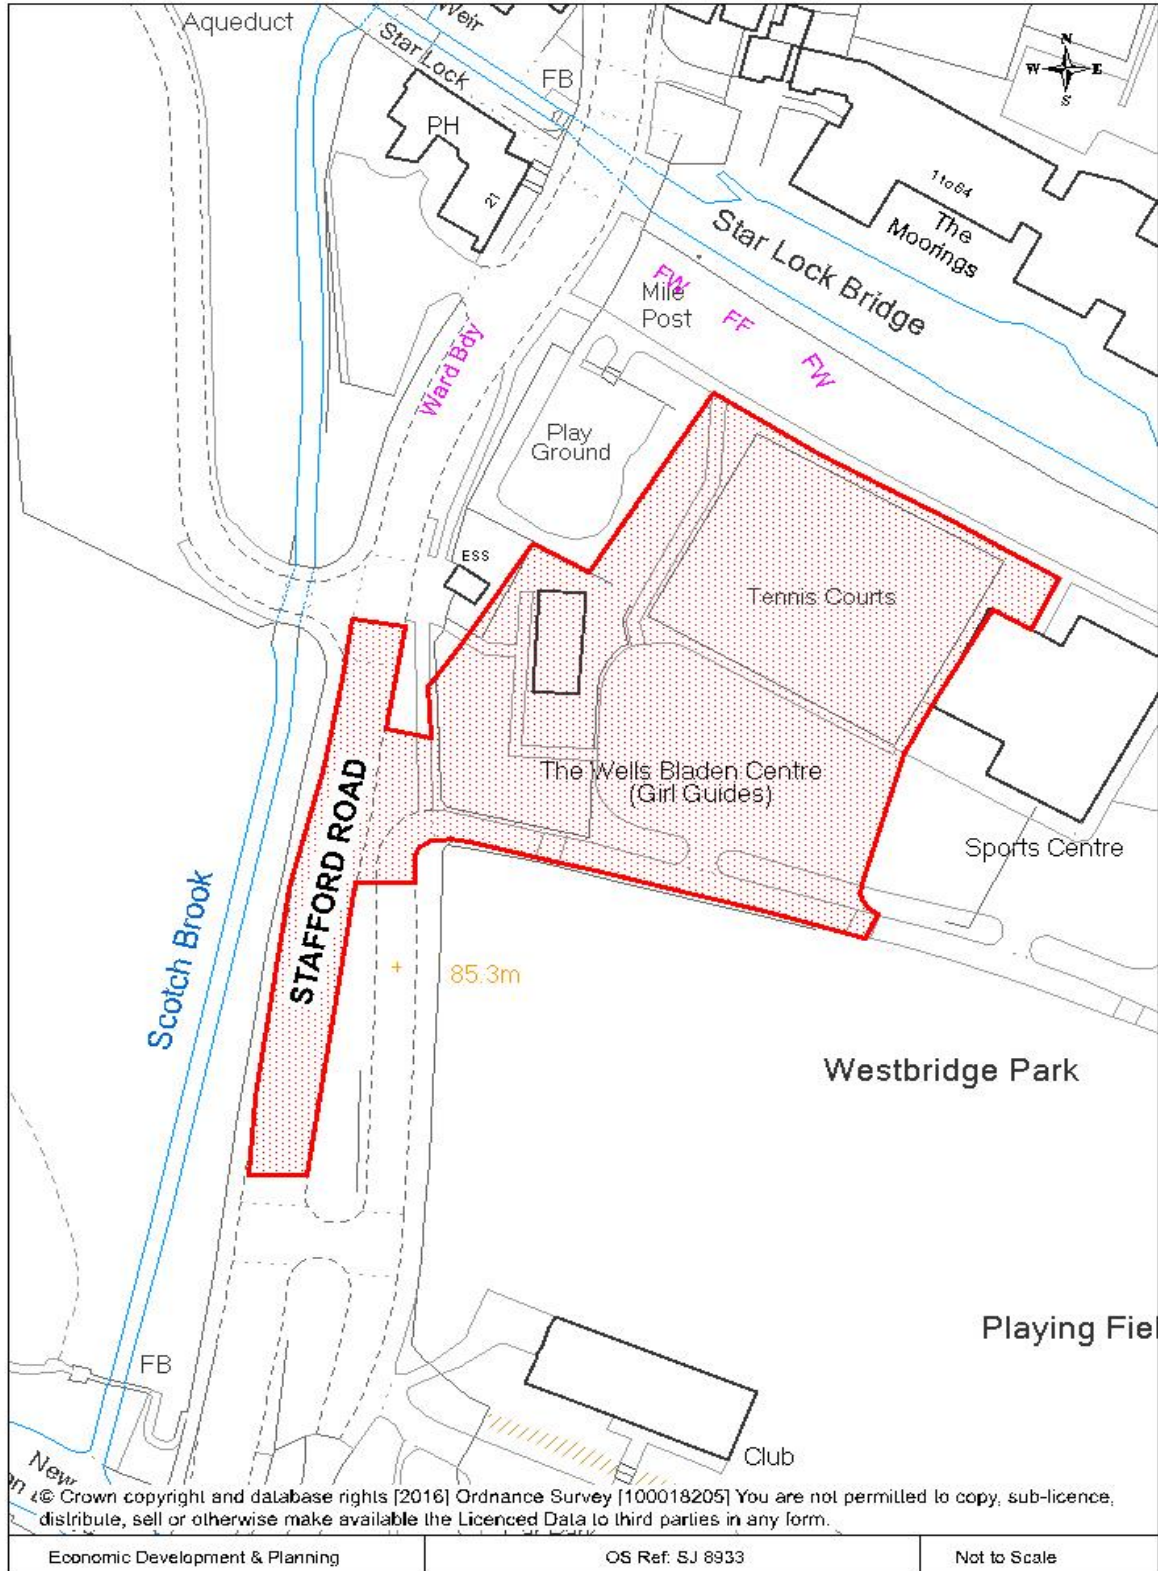 Aqueduct
Weir
Star Lock
FB
N
W E
S
PH
21
1 to 64
The
Moorings
Star Lock Bridge
FW
Mile
Post
FF
FW
Ward Bdy
Play
Ground
ESS
Tennis Courts
The Wells Bladen Centre
(Girl Guides)
STAFFORD ROAD
Sports Centre
Scotch Brook
85.3m
Westbridge Park
Playing Fiel
FB
Club
New
© Crown copyright and database rights [2016] Ordnance Survey [100018205] You are not permitted to copy, sub-licence,
distribute, sell or otherwise make available the Licenced Data to third parties in any form.
Economic Development & Planning
OS Ref: SJ 8933
Not to Scale